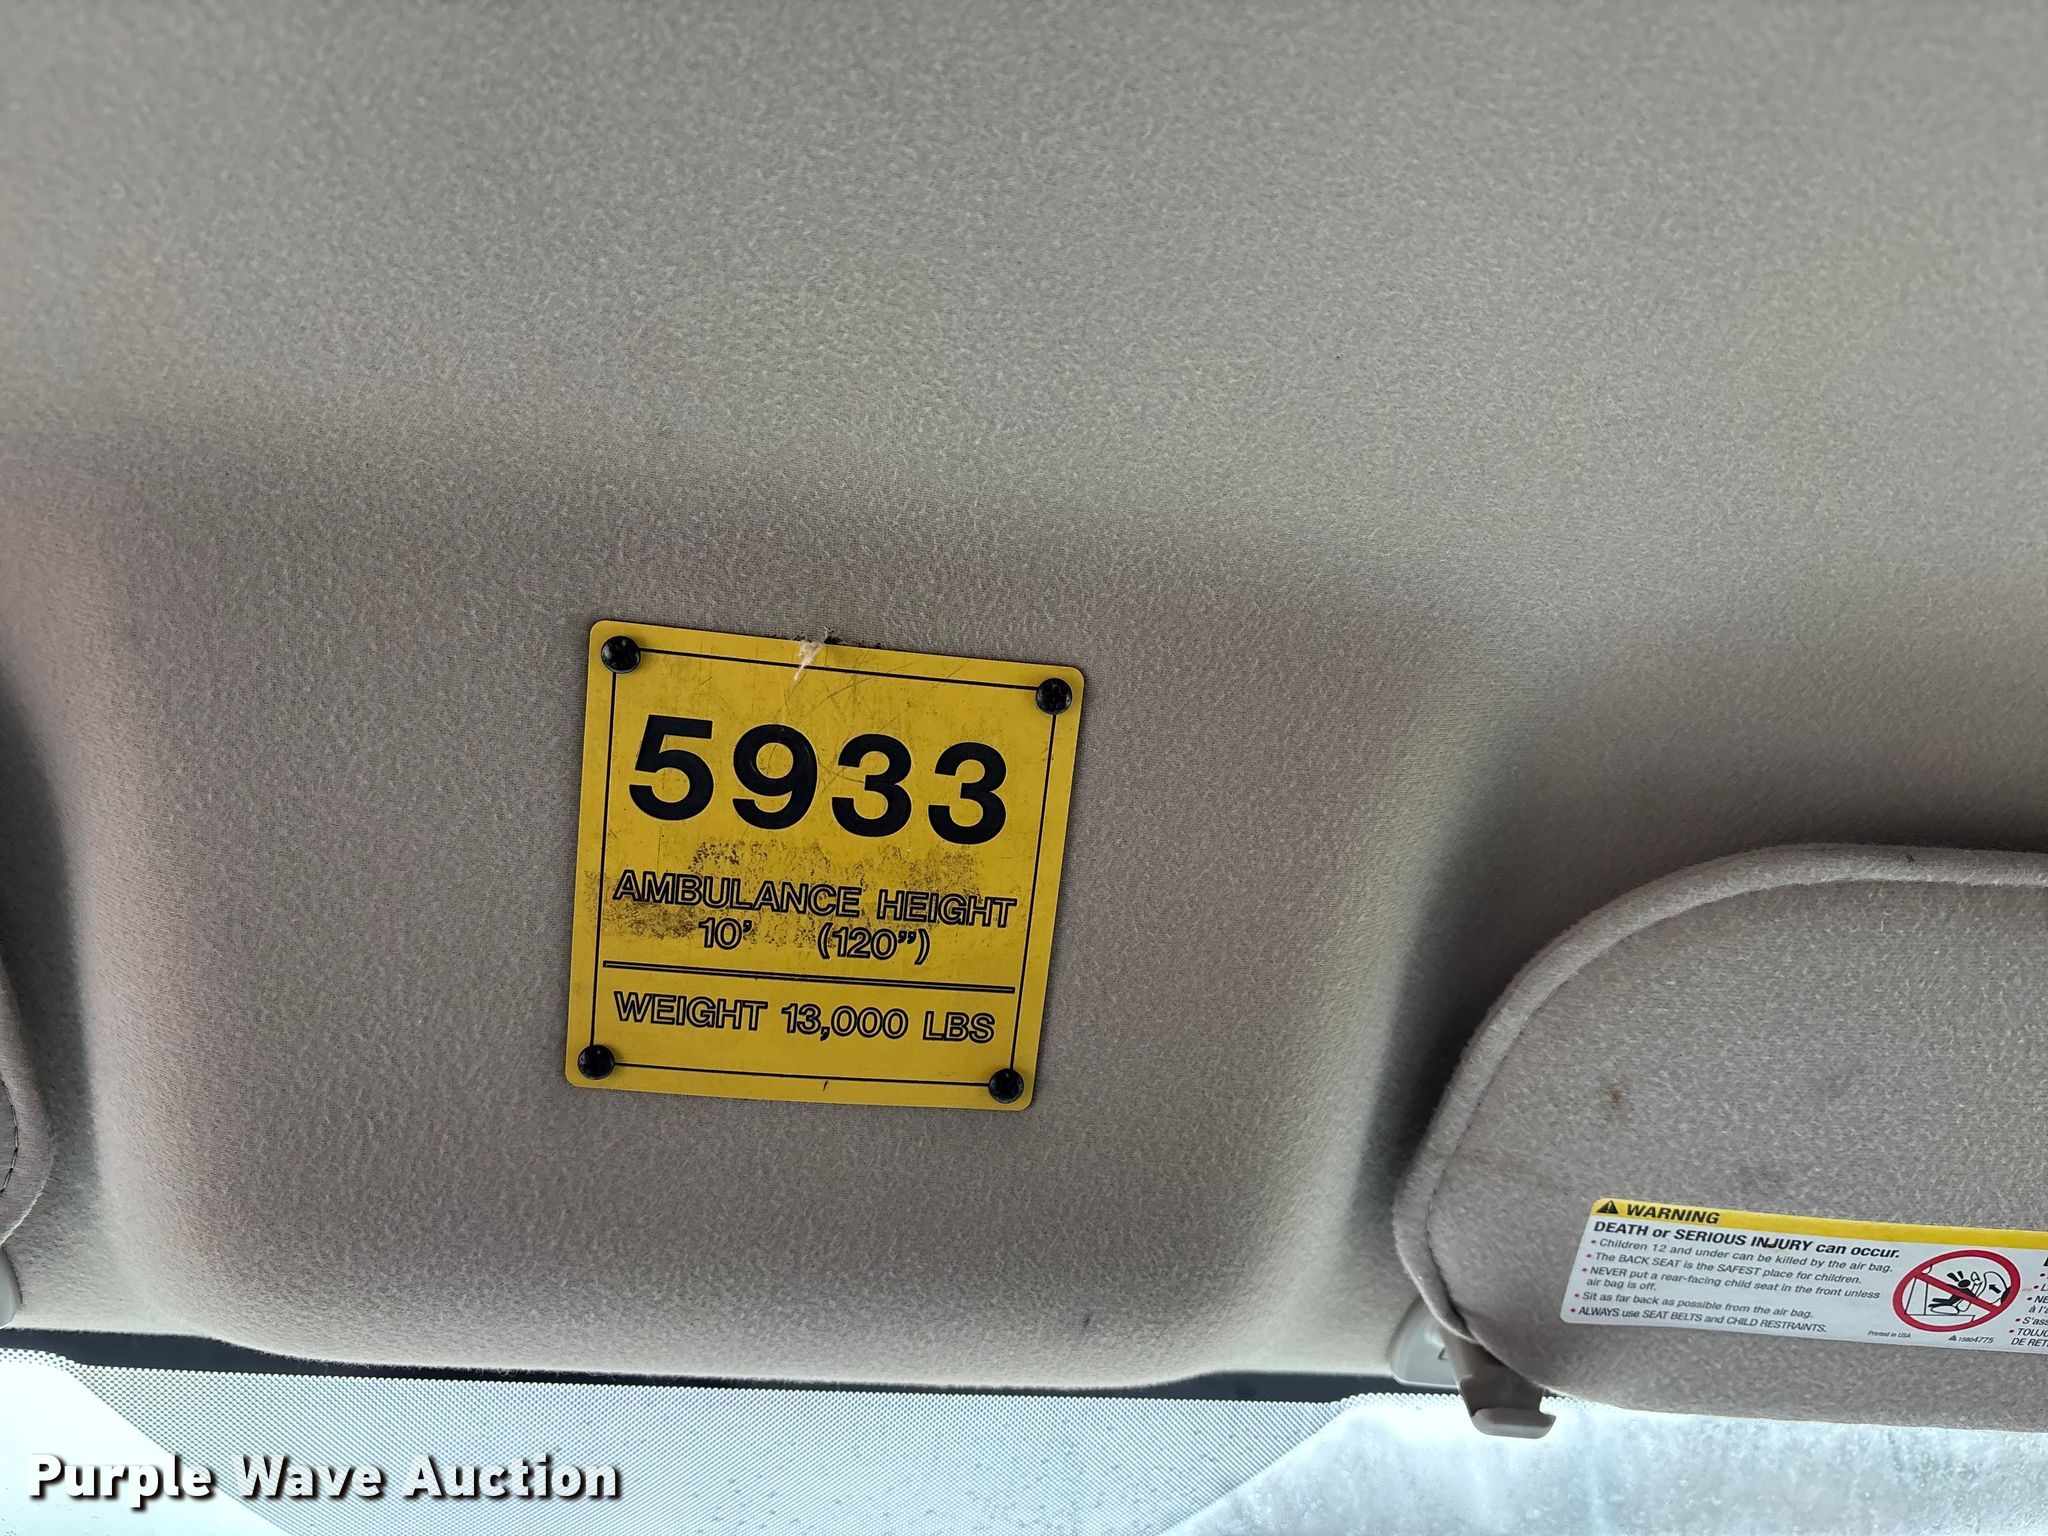 5933
AMBULANCE HEIGHT
10' (120")
WEIGHT 13,000 LBS
WARNING
DEATH or SERIOUS INJURY can occur.
• Children 12 and under can be killed by the air bag.
• The BACK SEAT is the SAFEST place for children.
• NEVER put a rear-facing child seat in the front unless
air bag is off.
• Sit as far back as possible from the air bag.
• ALWAYS use SEAT BELTS and CHILD RESTRAINTS.
Printed in USA
15804775
Purple Wave Auction